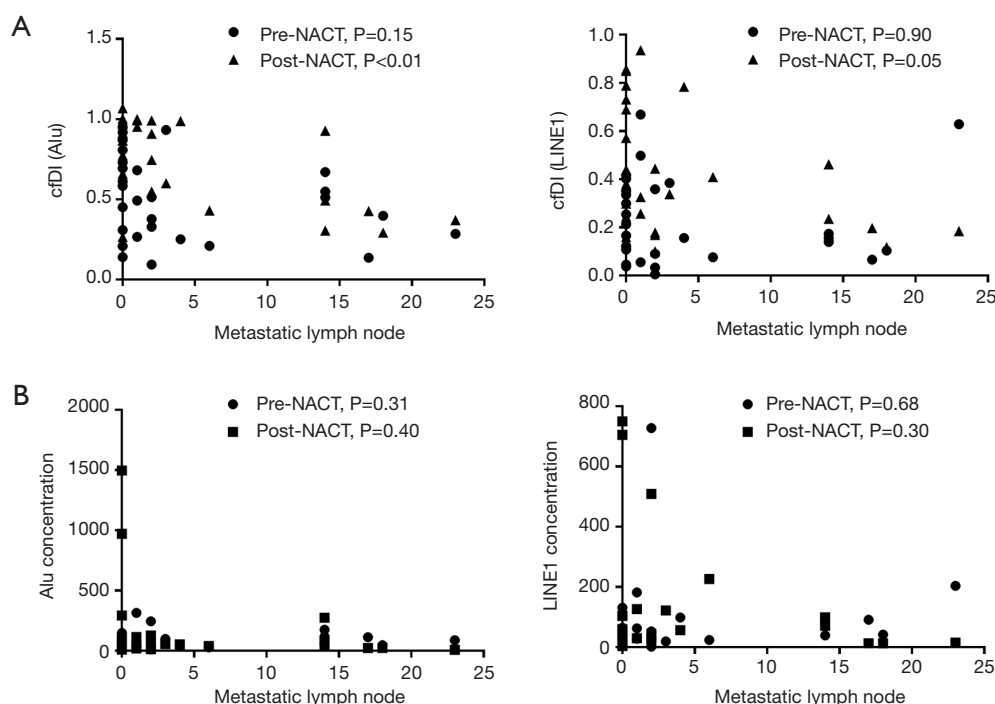 A
Pre-NACT, P=0.15
Post-NACT, P<0.01
1.5
1.0
0.5
0.0
cfDI (Alu)
0 5 10 15 20 25
Metastatic lymph node
Pre-NACT, P=0.90
Post-NACT, P=0.05
1.0
0.8
0.6
0.4
0.2
0.0
cfDI (LINE1)
0 5 10 15 20 25
Metastatic lymph node
B
Pre-NACT, P=0.31
Post-NACT, P=0.40
2000
1500
1000
500
0
Alu concentration
0 5 10 15 20 25
Metastatic lymph node
Pre-NACT, P=0.68
Post-NACT, P=0.30
800
600
400
200
0
LINE1 concentration
0 5 10 15 20 25
Metastatic lymph node